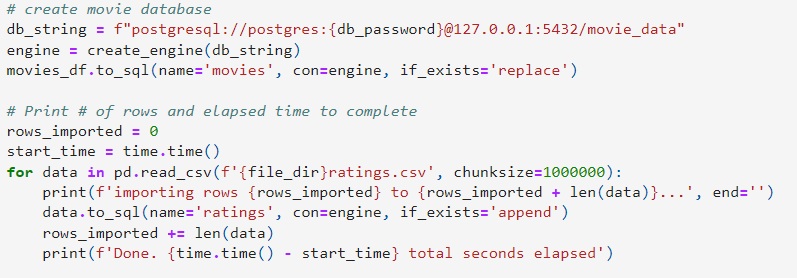 # create movie database
db_string = f"postgresql://postgres:{db_password}@127.0.0.1:5432/movie_data"
engine = create_engine(db_string)
movies_df.to_sql(name='movies', con=engine, if_exists='replace')

# Print # of rows and elapsed time to complete
rows_imported = 0
start_time = time.time()
for data in pd.read_csv(f'{file_dir}ratings.csv', chunksize=1000000):
    print(f'importing rows {rows_imported} to {rows_imported + len(data)}...', end='')
    data.to_sql(name='ratings', con=engine, if_exists='append')
    rows_imported += len(data)
    print(f'Done. {time.time() - start_time} total seconds elapsed')